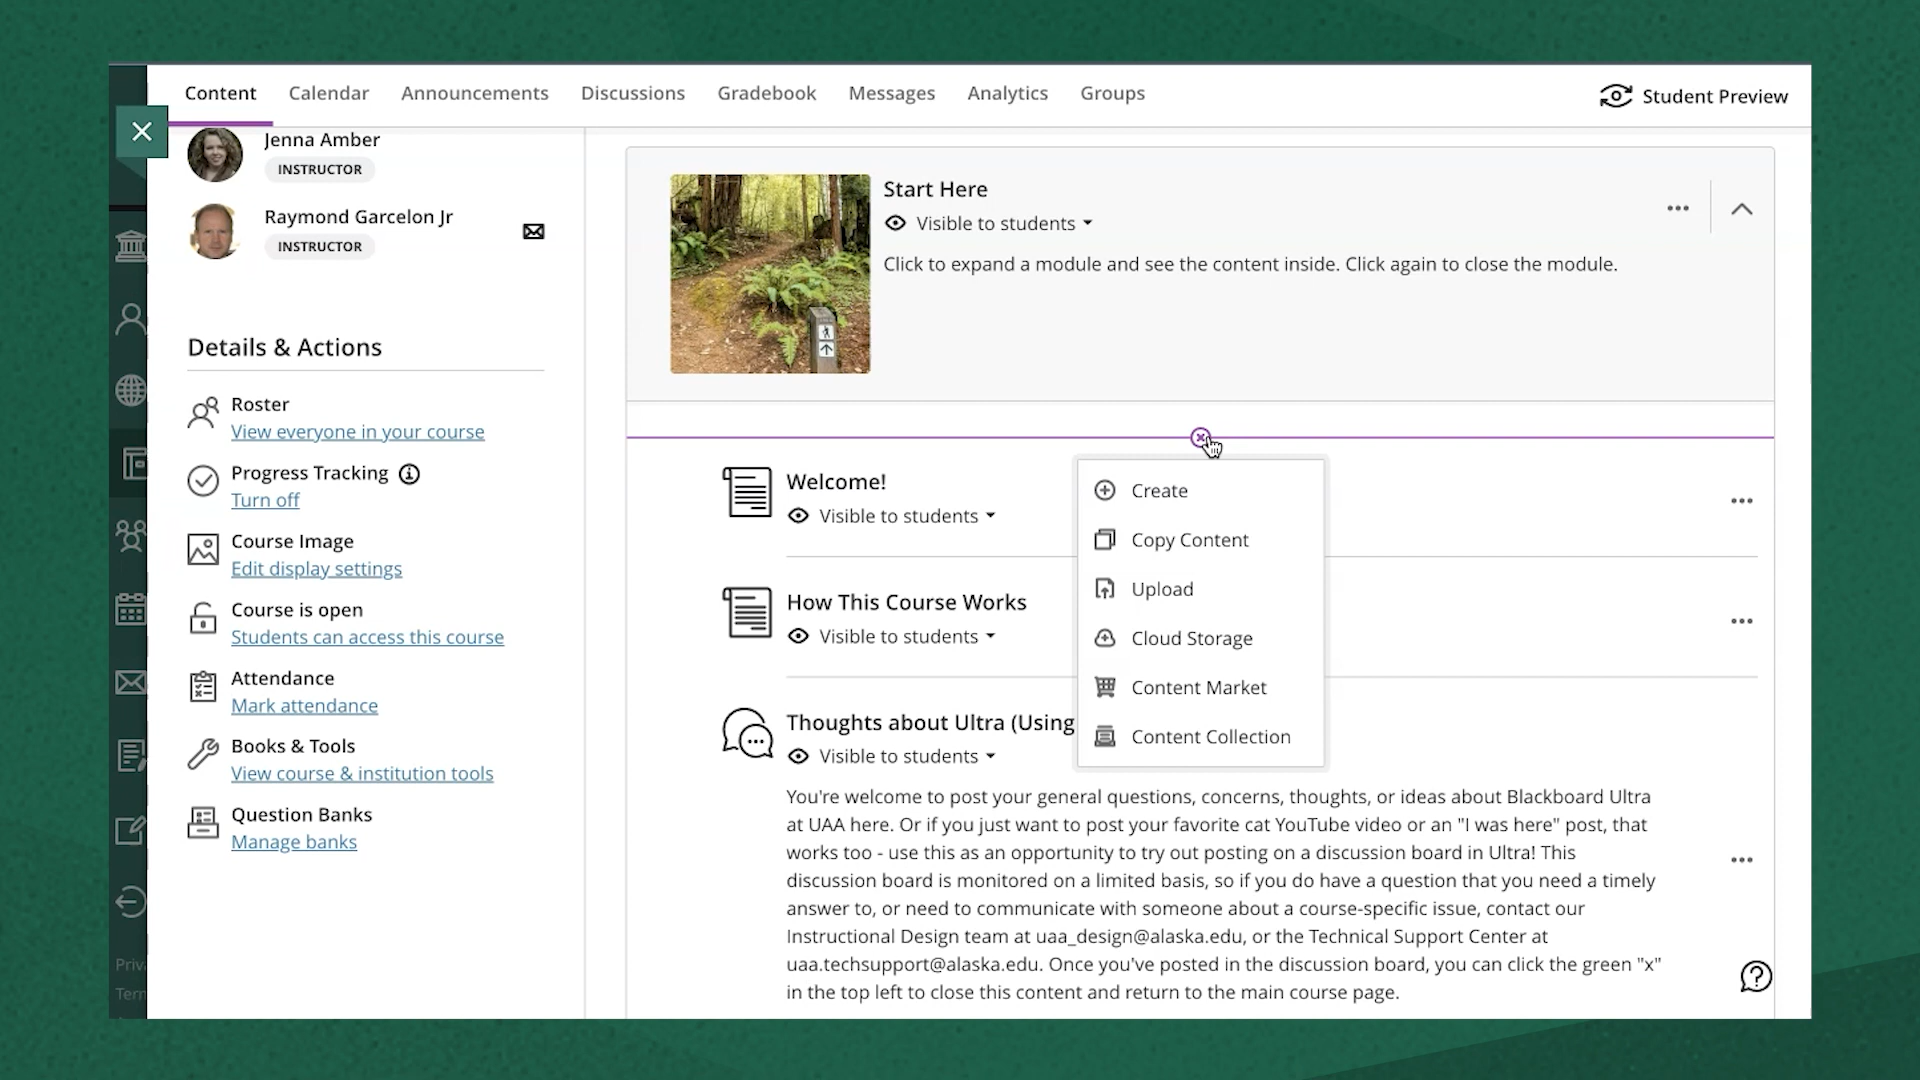 Content Calendar Announcements Discussions Gradebook Messages Analytics Groups
Student Preview
Jenna Amber
INSTRUCTOR
Raymond Garcelon Jr
INSTRUCTOR
Details & Actions
Roster
View everyone in your course
Progress Tracking
Turn off
Course Image
Edit display settings
Course is open
Students can access this course
Attendance
Mark attendance
Books & Tools
View course & institution tools
Question Banks
Manage banks
Priv
Tern
Start Here
Visible to students
Click to expand a module and see the content inside. Click again to close the module.
Welcome!
Visible to students
How This Course Works
Visible to students
Thoughts about Ultra (Using
Visible to students
Create
Copy Content
Upload
Cloud Storage
Content Market
Content Collection
You're welcome to post your general questions, concerns, thoughts, or ideas about Blackboard Ultra
at UAA here. Or if you just want to post your favorite cat YouTube video or an "I was here" post, that
works too - use this as an opportunity to try out posting on a discussion board in Ultra! This
discussion board is monitored on a limited basis, so if you do have a question that you need a timely
answer to, or need to communicate with someone about a course-specific issue, contact our
Instructional Design team at uaa_design@alaska.edu, or the Technical Support Center at
uaa.techsupport@alaska.edu. Once you've posted in the discussion board, you can click the green "x"
in the top left to close this content and return to the main course page.